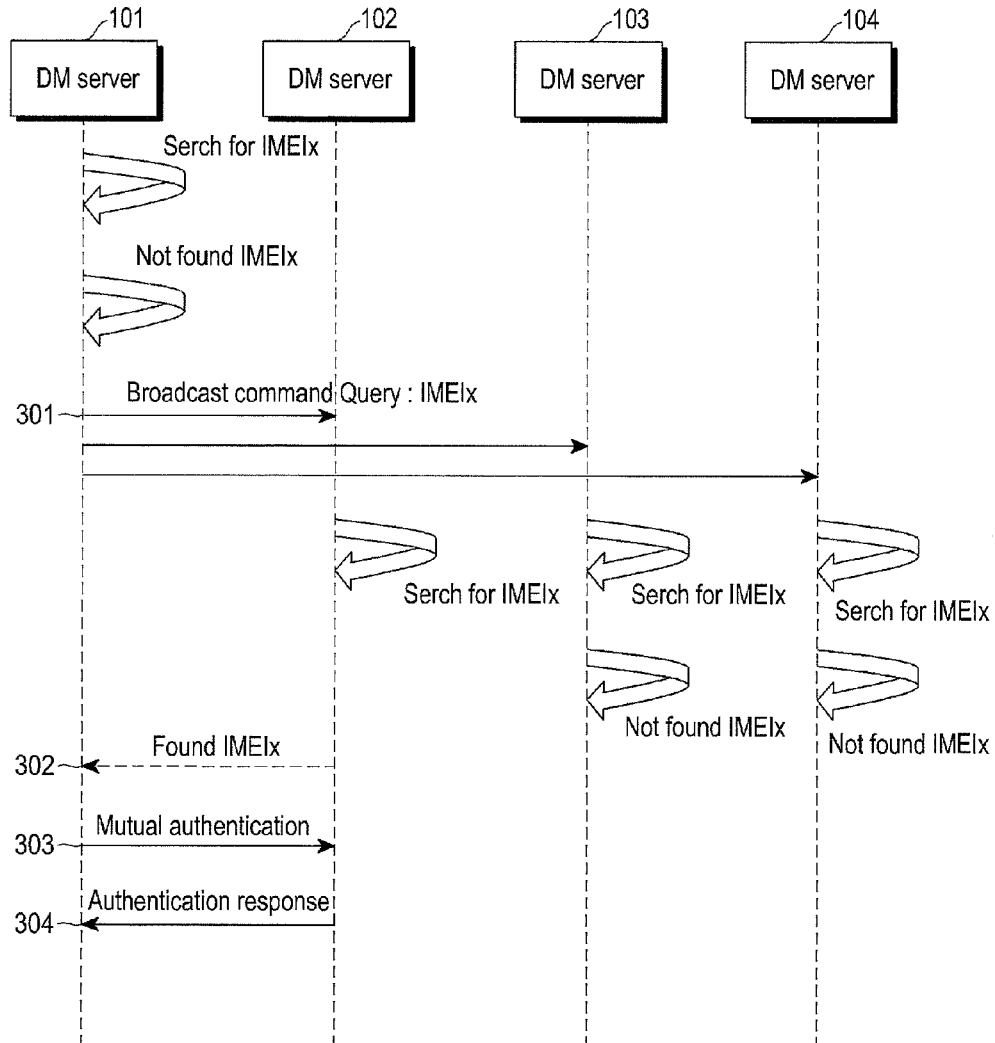 101
102
103
104
DM server
DM server
DM server
DM server
Serch for IMEIx
Not found IMEIx
Broadcast command Query : IMEIx
301
Serch for IMEIx
Serch for IMEIx
Serch for IMEIx
Not found IMEIx
Not found IMEIx
Found IMEIx
302
Mutual authentication
303
Authentication response
304